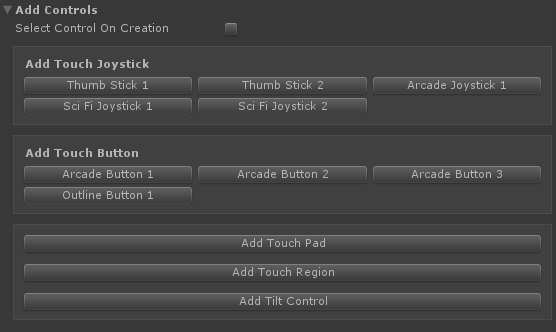 Add Controls
Select Control On Creation
Add Touch Joystick
Thumb Stick 1 Thumb Stick 2 Arcade Joystick 1
Sci Fi Joystick 1 Sci Fi Joystick 2
Add Touch Button
Arcade Button 1 Arcade Button 2 Arcade Button 3
Outline Button 1
Add Touch Pad
Add Touch Region
Add Tilt Control